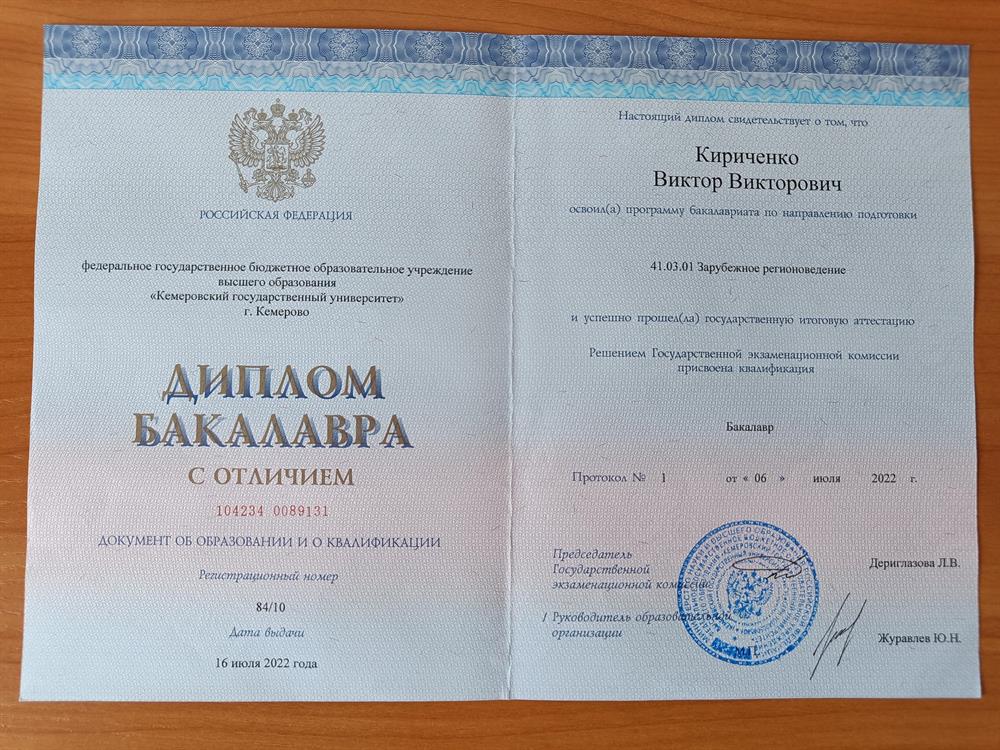 РОССИЙСКАЯ ФЕДЕРАЦИЯ
федеральное государственное бюджетное образовательное учреждение
высшего образования
«Кемеровский государственный университет»
г. Кемерово
ДИПЛОМ
БАКАЛАВРА
С ОТЛИЧИЕМ
104234 0089131
ДОКУМЕНТ ОБ ОБРАЗОВАНИИ И О КВАЛИФИКАЦИИ
Регистрационный номер
84/10
Дата выдачи
16 июля 2022 года
Настоящий диплом свидетельствует о том, что
Кириченко
Виктор Викторович
освоил(а) программу бакалавриата по направлению подготовки
41.03.01 Зарубежное регионоведение
и успешно прошел(ла) государственную итоговую аттестацию
Решением Государственной экзаменационной комиссии
присвоена квалификация
Бакалавр
Протокол № 1 от « 06 » июля 2022 г.
Председатель
Государственной
экзаменационной комиссии
Дериглазова Л.В.
/ Руководитель образовательной
организации
Журавлев Ю.Н.